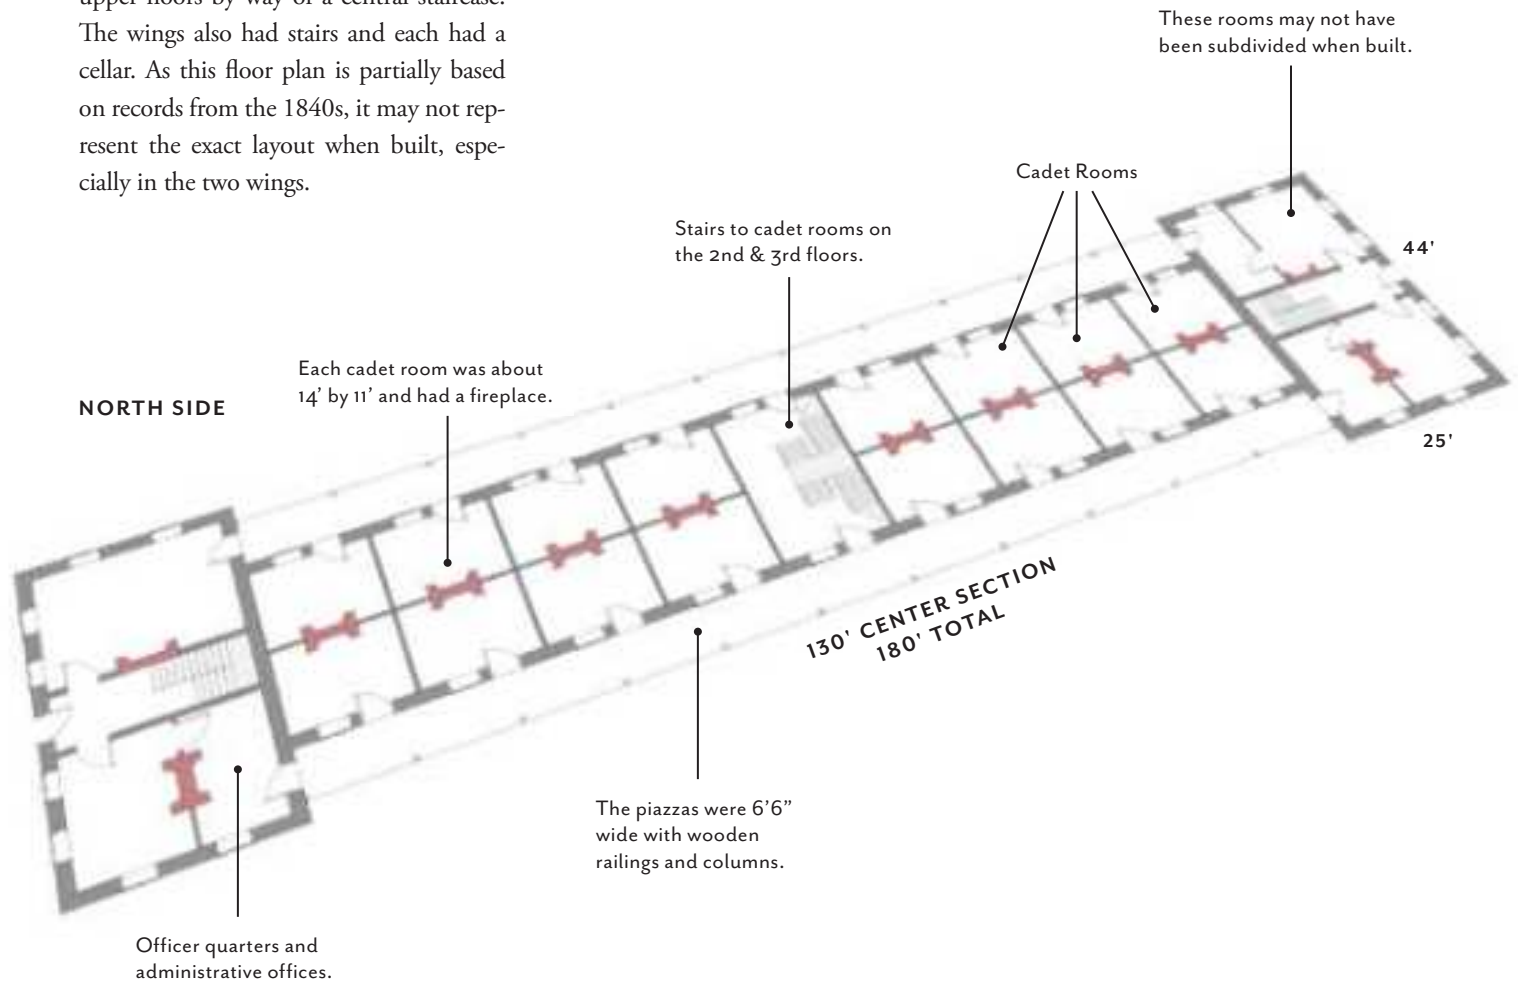 upper floors by way of a central staircase.
The wings also had stairs and each had a
cellar. As this floor plan is partially based
on records from the 1840s, it may not rep-
resent the exact layout when built, espe-
cially in the two wings.
These rooms may not have
been subdivided when built.
Cadet Rooms
Stairs to cadet rooms on
the 2nd & 3rd floors.
44'
Each cadet room was about
14’ by 11’ and had a fireplace.
NORTH SIDE
25'
130' CENTER SECTION
180' TOTAL
The piazzas were 6’6”
wide with wooden
railings and columns.
Officer quarters and
administrative offices.